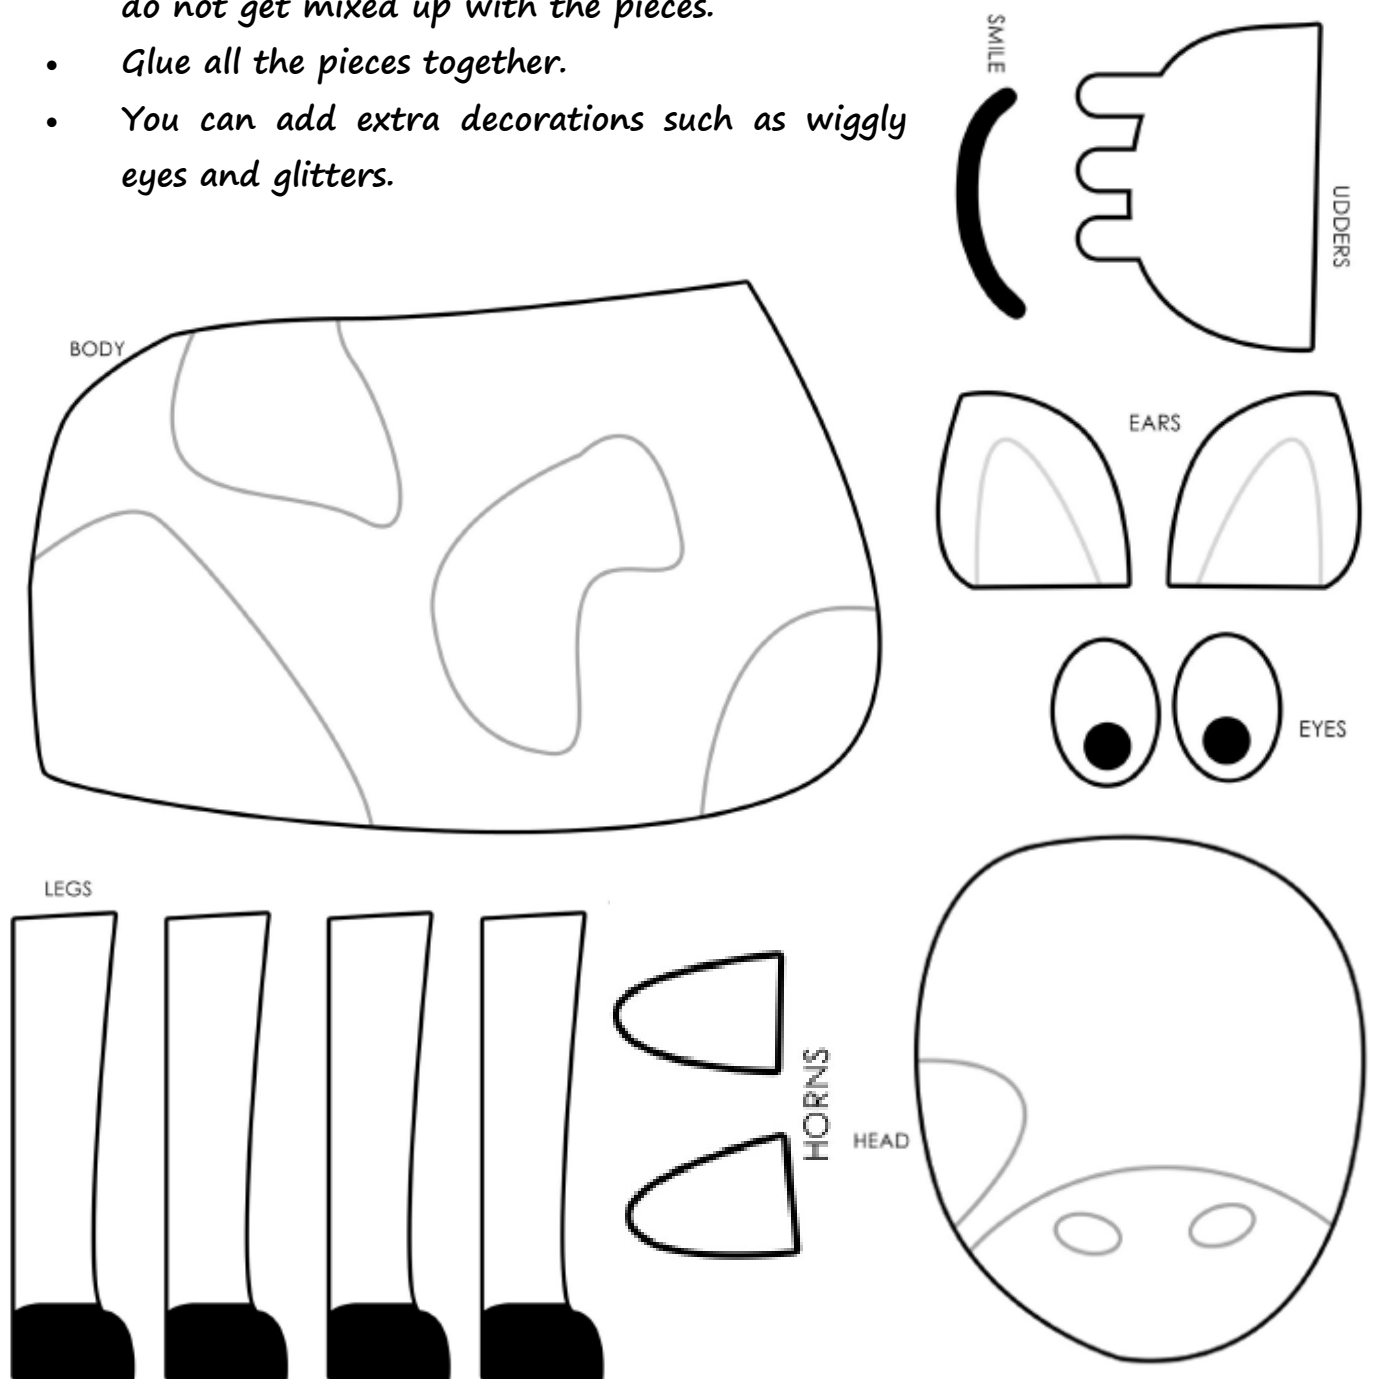 do not get mixed up with the pieces.
• Glue all the pieces together.
• You can add extra decorations such as wiggly
eyes and glitters.
SMILE
UDDERS
BODY
EARS
EYES
LEGS
HORNS
HEAD